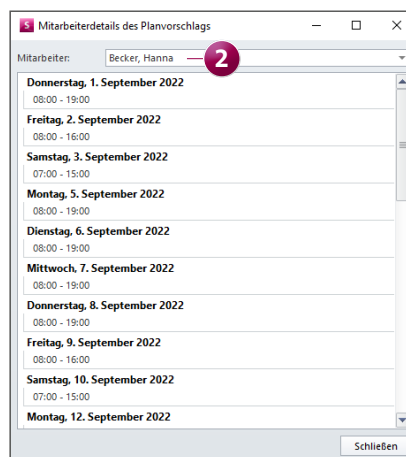 S Mitarbeiterdetails des Planvorschlags
Mitarbeiter: Becker, Hanna 2
Donnerstag, 1. September 2022
08:00 - 19:00
Freitag, 2. September 2022
08:00 - 16:00
Samstag, 3. September 2022
07:00 - 15:00
Montag, 5. September 2022
08:00 - 19:00
Dienstag, 6. September 2022
08:00 - 19:00
Mittwoch, 7. September 2022
08:00 - 19:00
Donnerstag, 8. September 2022
08:00 - 19:00
Freitag, 9. September 2022
08:00 - 16:00
Samstag, 10. September 2022
07:00 - 15:00
Montag, 12. September 2022
Schließen